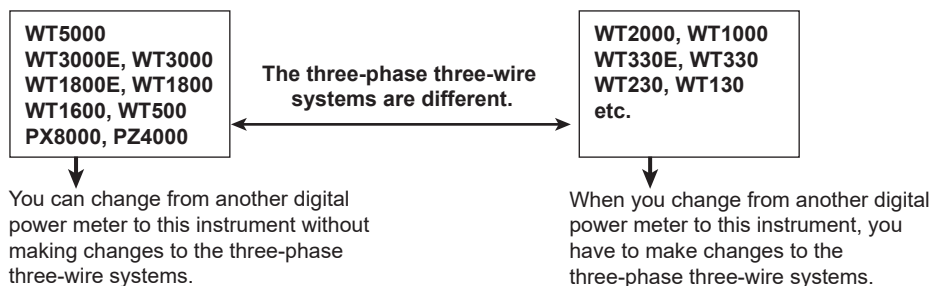 WT5000
WT3000E, WT3000
WT1800E, WT1800
WT1600, WT500
PX8000, PZ4000
The three-phase three-wire
systems are different.
WT2000, WT1000
WT330E, WT330
WT230, WT130
etc.
You can change from another digital
power meter to this instrument without
making changes to the three-phase
three-wire systems.
When you change from another digital
power meter to this instrument, you
have to make changes to the
three-phase three-wire systems.